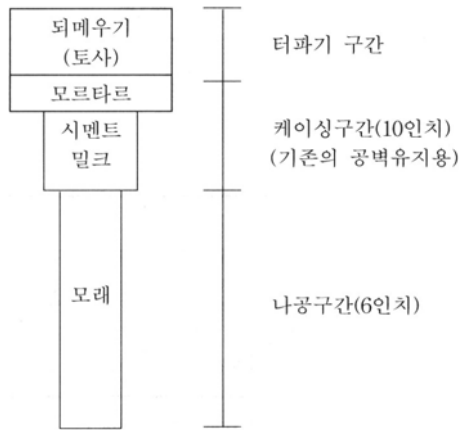 되메우기
(토사)
터파기 구간
모르타르
시멘트
밀크
케이싱구간(10인치)
(기존의 공벽유지용)
모래
나공구간(6인치)